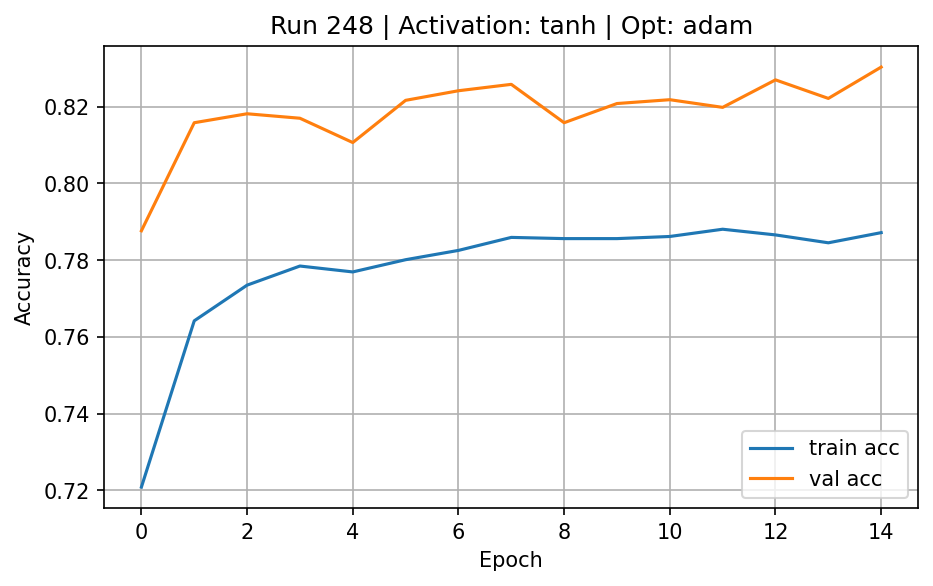 Run 248 | Activation: tanh | Opt: adam
Accuracy
0.82
0.80
0.78
0.76
0.74
0.72
train acc
val acc
0 2 4 6 8 10 12 14
Epoch